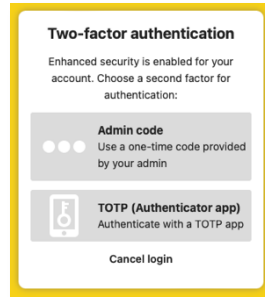 Two-factor authentication
Enhanced security is enabled for your
account. Choose a second factor for
authentication:
Admin code
Use a one-time code provided
by your admin
TOTP (Authenticator app)
Authenticate with a TOTP app
Cancel login